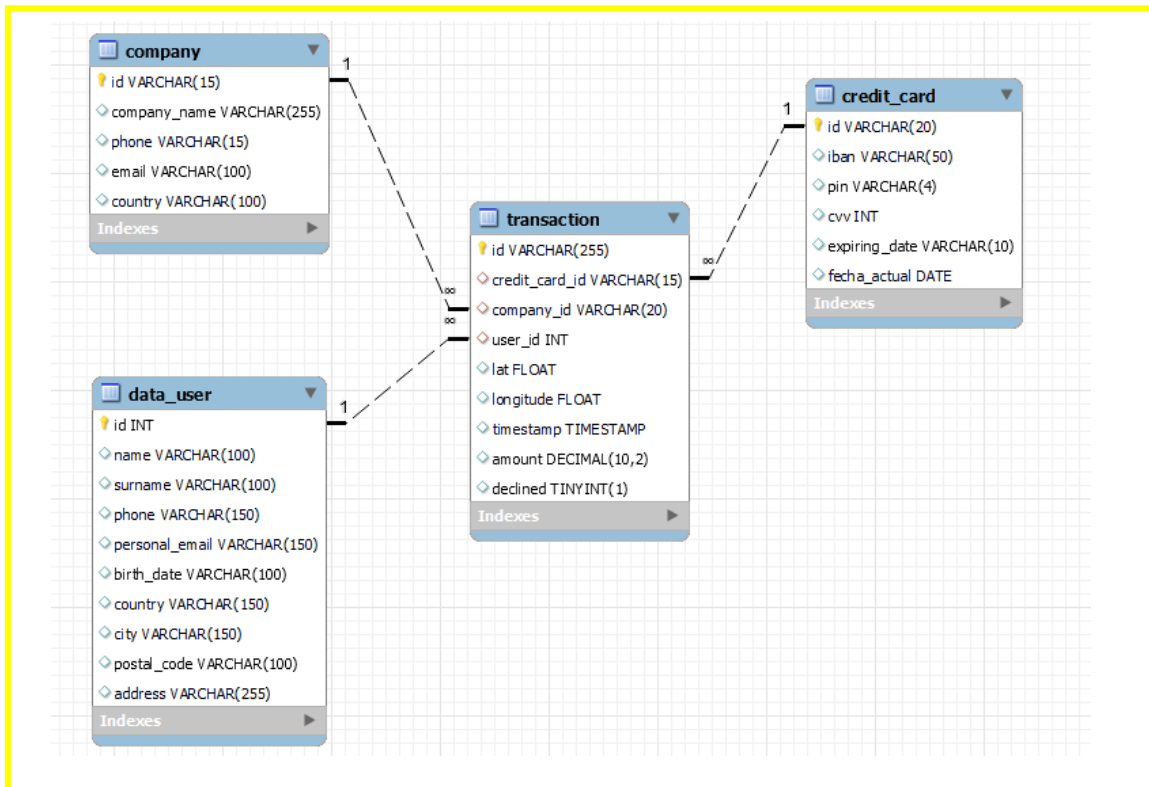 company
id VARCHAR(15)
company_name VARCHAR(255)
phone VARCHAR(15)
email VARCHAR(100)
country VARCHAR(100)
Indexes
1
∞
credit_card
id VARCHAR(20)
iban VARCHAR(50)
pin VARCHAR(4)
cvv INT
expiring_date VARCHAR(10)
fecha_actual DATE
Indexes
1
∞
transaction
id VARCHAR(255)
credit_card_id VARCHAR(15)
company_id VARCHAR(20)
user_id INT
lat FLOAT
longitude FLOAT
timestamp TIMESTAMP
amount DECIMAL(10,2)
declined TINYINT(1)
Indexes
∞
1
data_user
id INT
name VARCHAR(100)
surname VARCHAR(100)
phone VARCHAR(150)
personal_email VARCHAR(150)
birth_date VARCHAR(100)
country VARCHAR(150)
city VARCHAR(150)
postal_code VARCHAR(100)
address VARCHAR(255)
Indexes